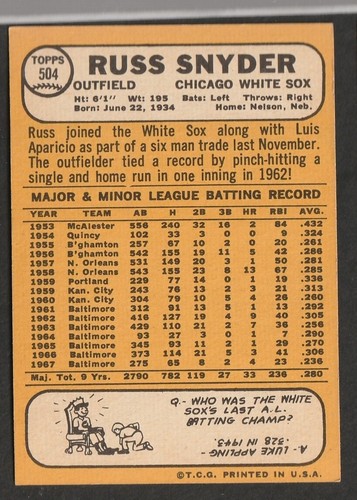 TOPPS
504
RUSS SNYDER
OUTFIELD CHICAGO WHITE SOX
Ht: 6'1" Wt: 195 Bats: Left Throws: Right
Born: June 22, 1934 Home: Nelson, Neb.
Russ joined the White Sox along with Luis
Aparicio as part of a six man trade last November.
The outfielder tied a record by pinch-hitting a
single and home run in one inning in 1962!
MAJOR & MINOR LEAGUE BATTING RECORD
YEAR TEAM AB H 2B 3B HR RBI AVG.
1953 McAlester 556 240 32 16 2 84 .432
1954 Quincy 102 33 2 0 0 9 .324
1955 B'ghamton 257 67 10 2 0 20 .261
1956 B'ghamton 542 155 19 11 5 42 .286
1957 N. Orleans 531 149 20 3 1 50 .281
1958 N. Orleans 543 155 23 8 13 67 .285
1959 Portland 229 77 14 0 1 19 .336
1959 Kan. City 243 76 13 2 3 21 .313
1960 Kan. City 304 79 10 5 4 26 .260
1961 Baltimore 312 91 13 5 1 13 .292
1962 Baltimore 416 127 19 4 9 40 .305
1963 Baltimore 429 110 21 2 7 36 .256
1964 Baltimore 93 27 3 0 1 7 .290
1965 Baltimore 345 93 11 2 1 29 .270
1966 Baltimore 373 114 21 5 3 41 .306
1967 Baltimore 275 65 8 2 4 23 .236
Maj. Tot. 9 Yrs. 2790 782 119 27 33 236 .280
Q- WHO WAS THE WHITE
SOX'S LAST A.L.
BATTING CHAMP?
A- LUKE APPLING -
.328 IN 1943.
©T.C.G. PRINTED IN U.S.A.